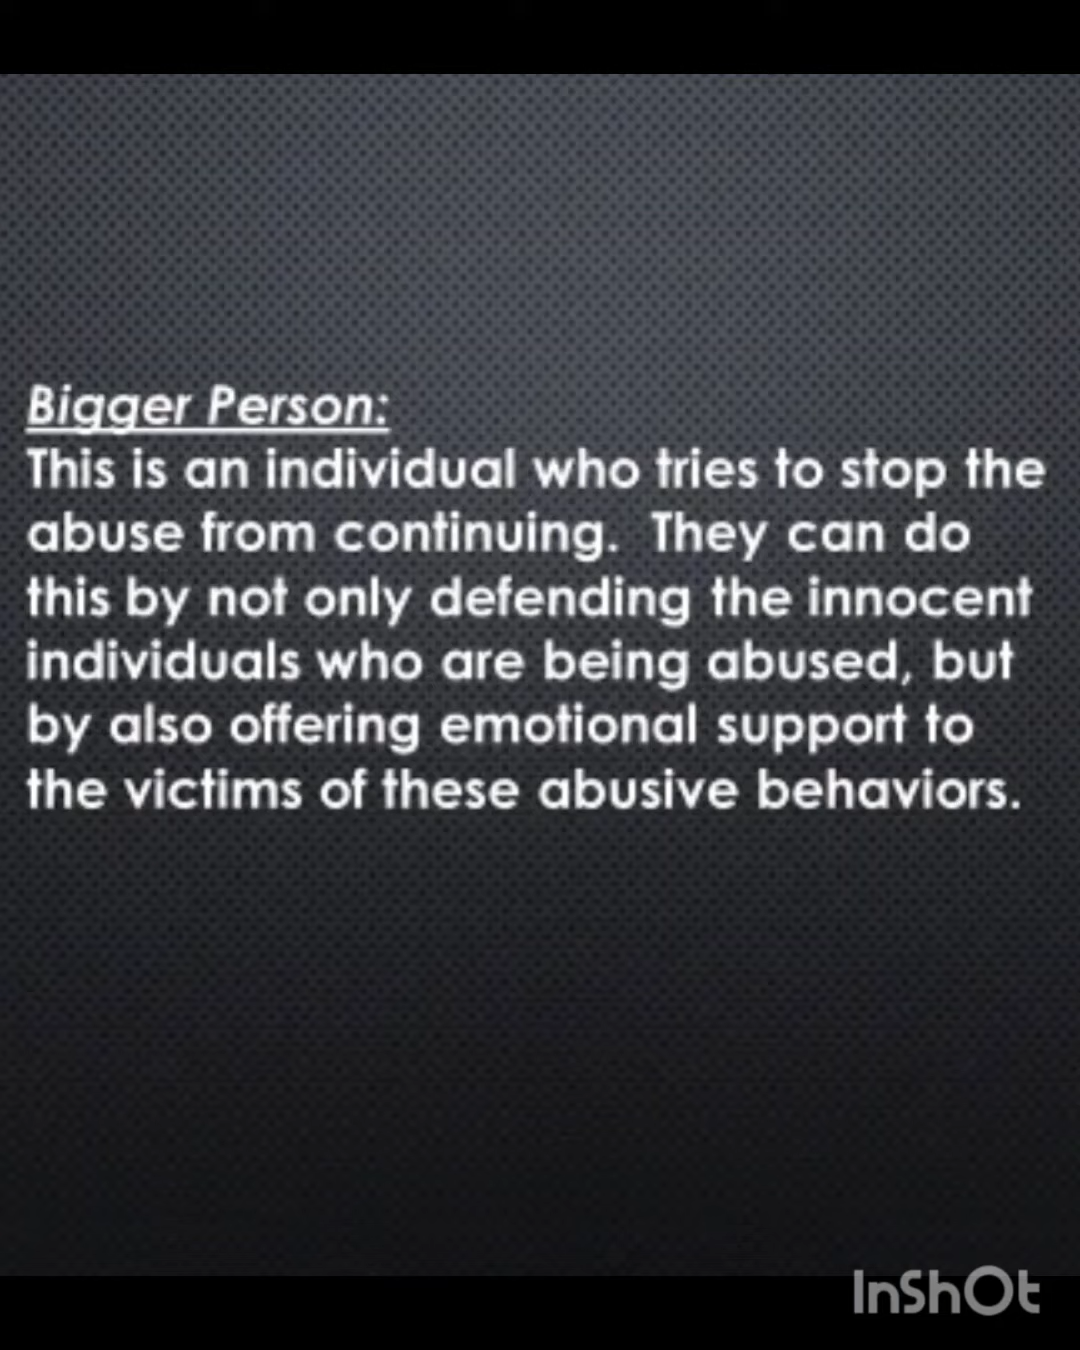 Bigger Person:
This is an individual who tries to stop the
abuse from continuing.  They can do
this by not only defending the innocent
individuals who are being abused, but
by also offering emotional support to
the victims of these abusive behaviors.
InShOt